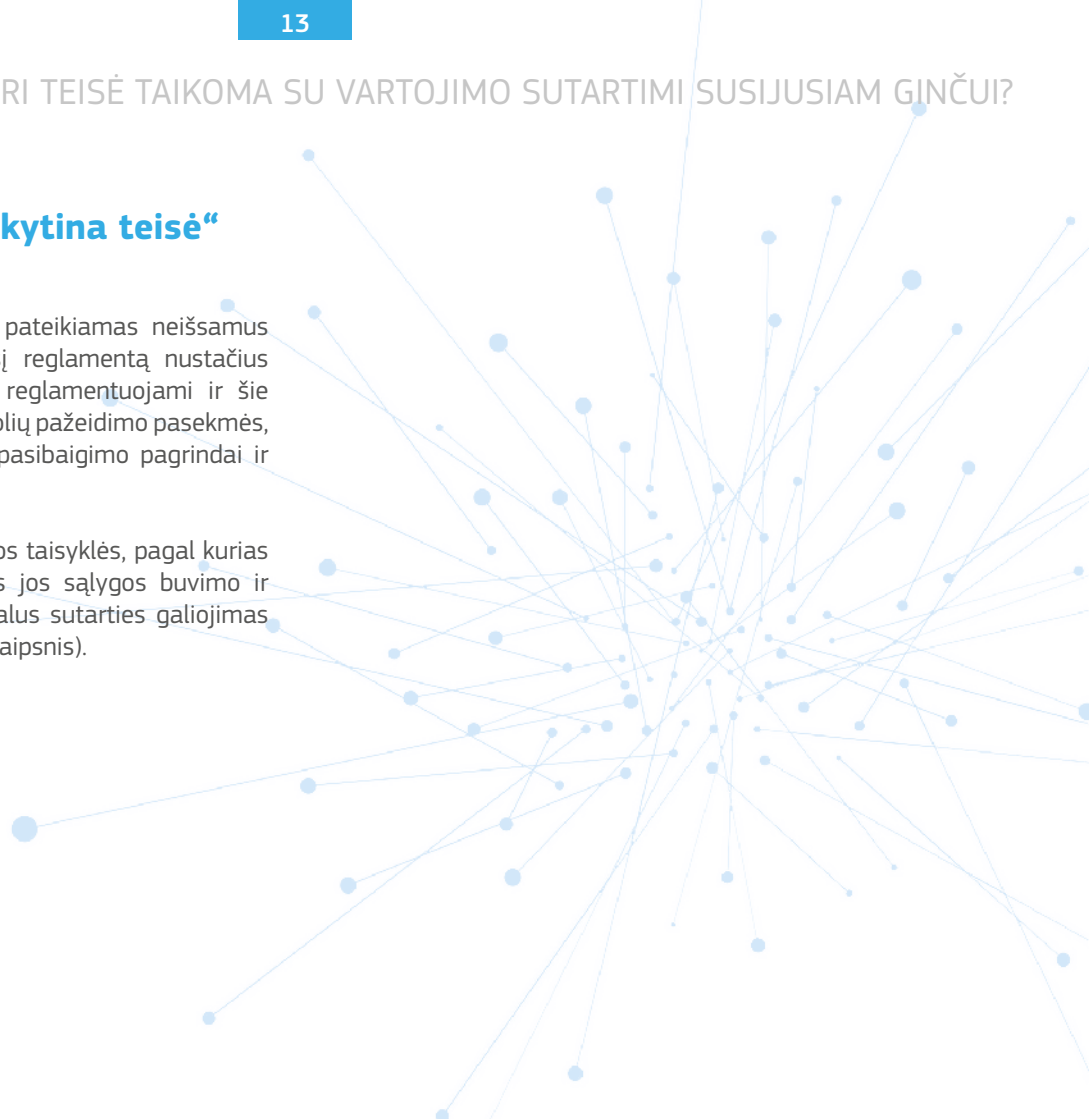 13
RI TEISĖ TAIKOMA SU VARTOJIMO SUTARTIMI SUSIJUSIAM GINČUI?
kytina teisė“
pateikiamas neišsamus
į reglamentą nustačius
reglamentuojami ir šie
olių pažeidimo pasekmės,
pasibaigimo pagrindai ir
os taisyklės, pagal kurias
s jos sąlygos buvimo ir
alus sutarties galiojimas
aipsnis).